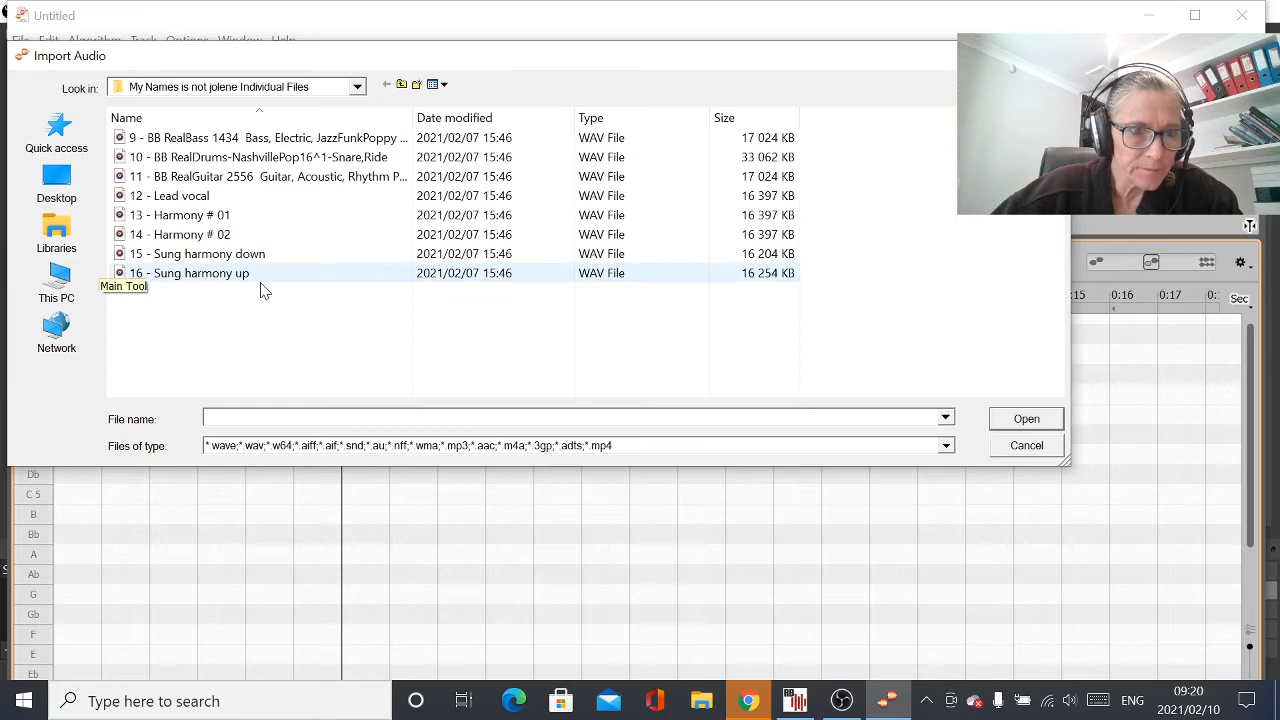 Untitled
File Edit Algorithm Track Options Window Help
Import Audio
Look in: My Names is not jolene Individual Files
Name Date modified Type Size
9 - BB RealBass 1434 Bass, Electric, JazzFunkPoppy ... 2021/02/07 15:46 WAV File 17 024 KB
10 - BB RealDrums-NashvillePop16^1-Snare,Ride 2021/02/07 15:46 WAV File 33 062 KB
11 - BB RealGuitar 2556 Guitar, Acoustic, Rhythm P... 2021/02/07 15:46 WAV File 17 024 KB
12 - Lead vocal 2021/02/07 15:46 WAV File 16 397 KB
13 - Harmony # 01 2021/02/07 15:46 WAV File 16 397 KB
14 - Harmony # 02 2021/02/07 15:46 WAV File 16 397 KB
15 - Sung harmony down 2021/02/07 15:46 WAV File 16 204 KB
16 - Sung harmony up 2021/02/07 15:46 WAV File 16 254 KB
Quick access
Desktop
Libraries
This PC
Network
Main Tool
:15 0:16 0:17 0: Sec
File name: Open
Files of type: *.wave;*.wav;*.w64;*.aiff;*.aif;*.snd;*.au;*.nff;*.wma;*.mp3;*.aac;*.m4a;*.3gp;*.adts;*.mp4 Cancel
Db
C 5
B
Bb
A
Ab
G
Gb
F
E
Eb
Type here to search
RB
ENG
09:20
2021/02/10